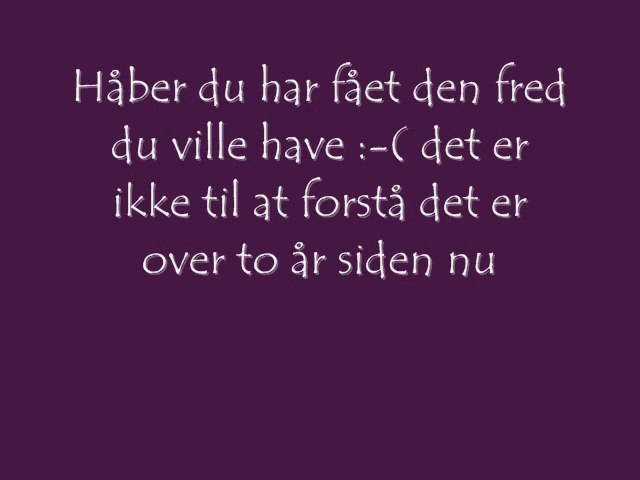 Håber du har fået den fred
du ville have :-( det er
ikke til at forstå det er
over to år siden nu